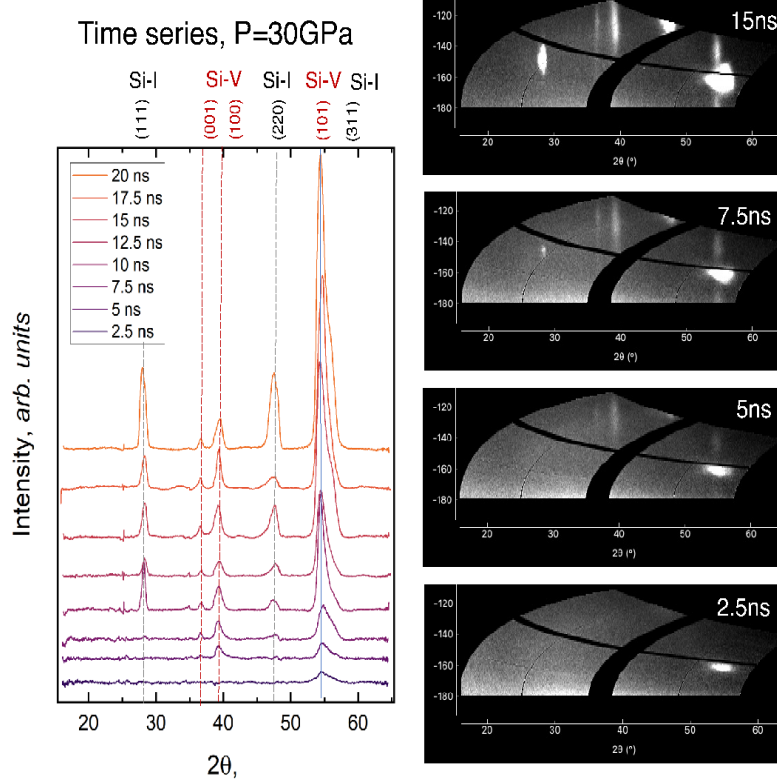 Time series, P=30GPa
Si-I
Si-V
Si-I
Si-V
Si-I
(111)
(001)
(100)
(220)
(101)
(311)
20 ns
17.5 ns
15 ns
12.5 ns
10 ns
7.5 ns
5 ns
2.5 ns
Intensity, arb. units
20 30 40 50 60
2θ,
15ns
-120
-140
-160
-180
20 30 40 50 60
2θ (°)
7.5ns
-120
-140
-160
-180
20 30 40 50 60
2θ (°)
5ns
-120
-140
-160
-180
20 30 40 50 60
2θ (°)
2.5ns
-120
-140
-160
-180
20 30 40 50 60
2θ (°)